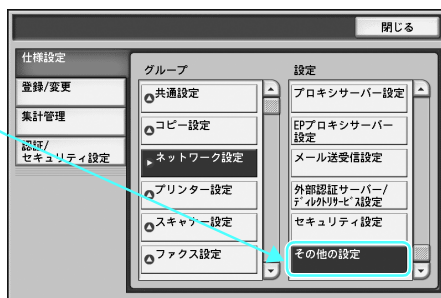 閉じる
仕様設定
登録/変更
集計管理
認証/
セキュリティ設定
グループ
共通設定
コピー設定
ネットワーク設定
プリンター設定
スキャナー設定
ファクス設定
設定
プロキシサーバー設定
EPプロキシサーバー
設定
メール送受信設定
外部認証サーバー/
ディレクトリサービス設定
セキュリティ設定
その他の設定